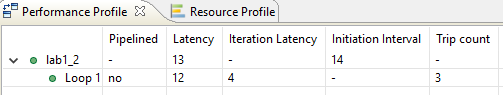 Performance Profile Resource Profile
Pipelined Latency Iteration Latency Initiation Interval Trip count
lab1_2 - 13 - 14 -
Loop 1 no 12 4 - 3